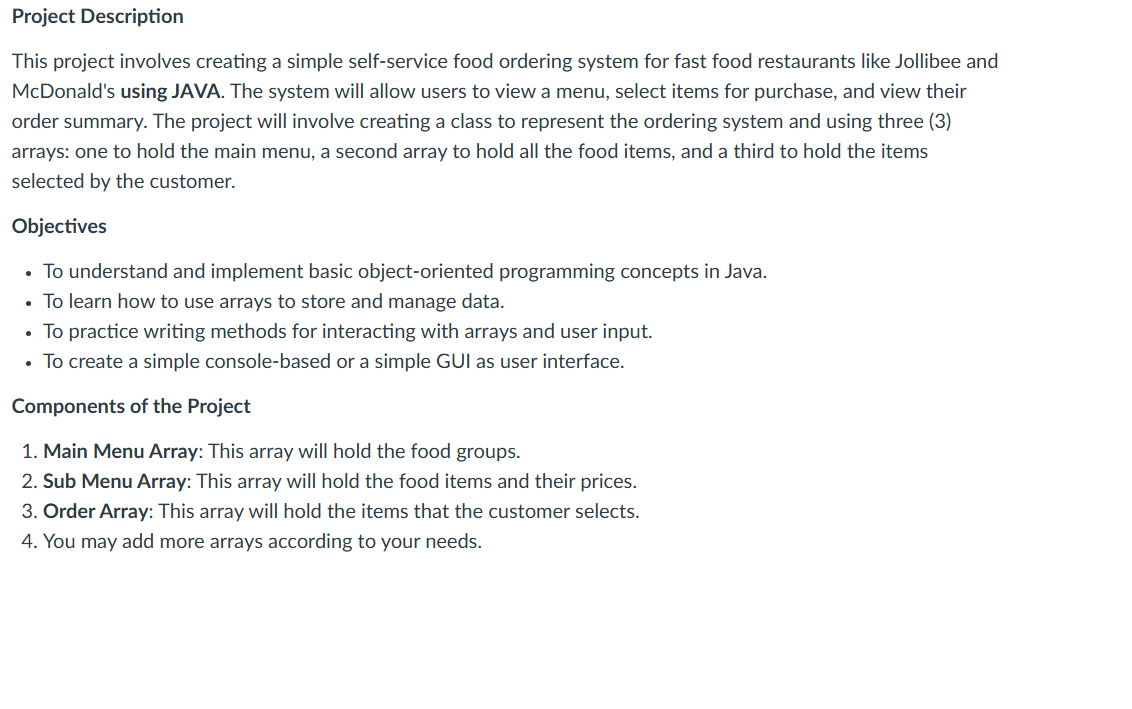 Project Description
This project involves creating a simple self-service food ordering system for fast food restaurants like Jollibee and
McDonald's using JAVA. The system will allow users to view a menu, select items for purchase, and view their
order summary. The project will involve creating a class to represent the ordering system and using three (3)
arrays: one to hold the main menu, a second array to hold all the food items, and a third to hold the items
selected by the customer.
Objectives
• To understand and implement basic object-oriented programming concepts in Java.
• To learn how to use arrays to store and manage data.
• To practice writing methods for interacting with arrays and user input.
• To create a simple console-based or a simple GUI as user interface.
Components of the Project
1. Main Menu Array: This array will hold the food groups.
2. Sub Menu Array: This array will hold the food items and their prices.
3. Order Array: This array will hold the items that the customer selects.
4. You may add more arrays according to your needs.